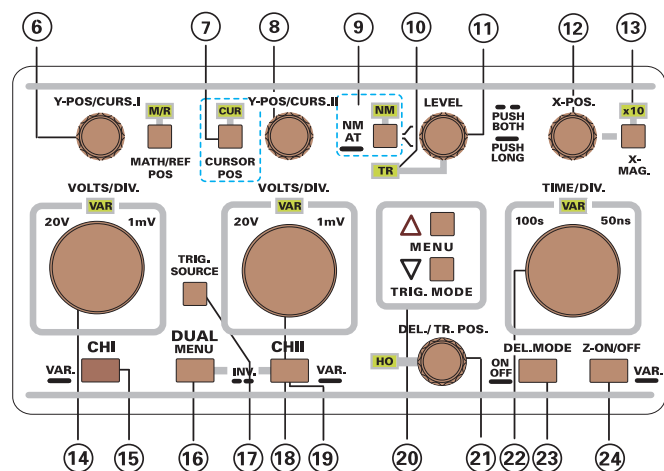 6 7 8 9 10 11 12 13
Y-POS/CURS.I
M/R
MATH/REF
POS
CUR
CURSOR
POS
Y-POS/CURS.II
NM
AT
NM
TR
LEVEL
PUSH
BOTH
PUSH
LONG
X-POS.
x10
X-
MAG.
VOLTS/DIV.
VAR
20V 1mV
TRIG.
SOURCE
VOLTS/DIV.
VAR
20V 1mV
MENU
TRIG. MODE
TIME/DIV.
VAR
100s 50ns
CHI
VAR.
DUAL
MENU
INV.
CHII
VAR.
DEL./ TR. POS.
HO
ON
OFF
DEL.MODE
Z-ON/OFF
VAR.
14 15 16 17 18 19 20 21 22 23 24